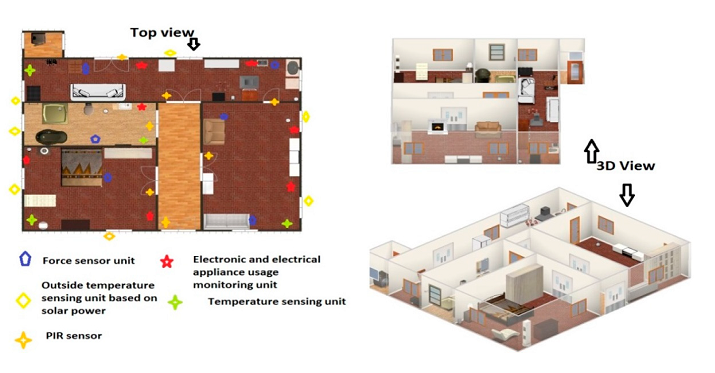 Top view
3D View
Force sensor unit
Electronic and electrical
appliance usage
monitoring unit
Outside temperature
sensing unit based on
solar power
Temperature sensing unit
PIR sensor